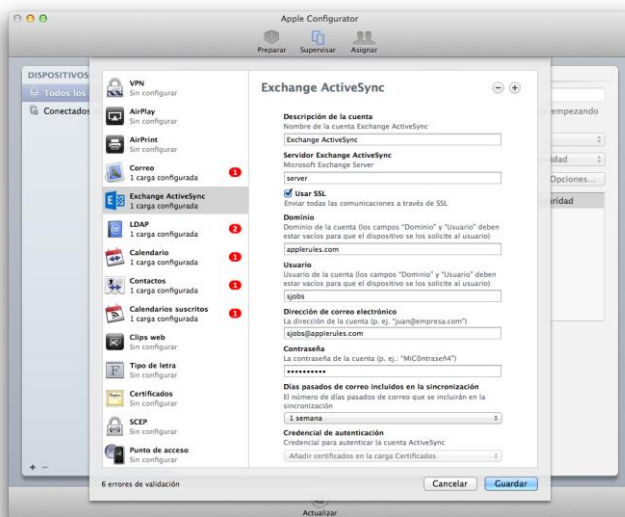 Apple Configurator
Preparar Supervisar Asignar
DISPOSITIVOS
Todos los
Conectados
VPN
Sin configurar
AirPlay
Sin configurar
AirPrint
Sin configurar
Correo
1 carga configurada
1
Exchange ActiveSync
1 carga configurada
LDAP
1 carga configurada
2
Calendario
1 carga configurada
1
Contactos
1 carga configurada
1
Calendarios suscritos
1 carga configurada
1
Clips web
Sin configurar
Tipo de letra
Sin configurar
Certificados
Sin configurar
SCEP
Sin configurar
Punto de acceso
Sin configurar
Exchange ActiveSync
Descripción de la cuenta
Nombre de la cuenta Exchange ActiveSync
Exchange ActiveSync
Servidor Exchange ActiveSync
Microsoft Exchange Server
server
Usar SSL
Enviar todas las comunicaciones a través de SSL
Dominio
Dominio de la cuenta (los campos "Dominio" y "Usuario" deben
estar vacíos para que el dispositivo se los solicite al usuario)
applerules.com
Usuario
Usuario de la cuenta (los campos "Dominio" y "Usuario" deben
estar vacíos para que el dispositivo se los solicite al usuario)
sjobs
Dirección de correo electrónico
La dirección de la cuenta (p. ej. "juan@empresa.com")
sjobs@applerules.com
Contraseña
La contraseña de la cuenta (p. ej.: "MiC0ntraseñ4")
••••••••••
Días pasados de correo incluidos en la sincronización
El número de días pasados de correo que se incluirán en la
sincronización
1 semana
Credencial de autenticación
Credencial para autenticar la cuenta ActiveSync
Añadir certificados en la carga Certificados
empezando
idad
Opciones...
uridad
6 errores de validación
Cancelar Guardar
Actualizar